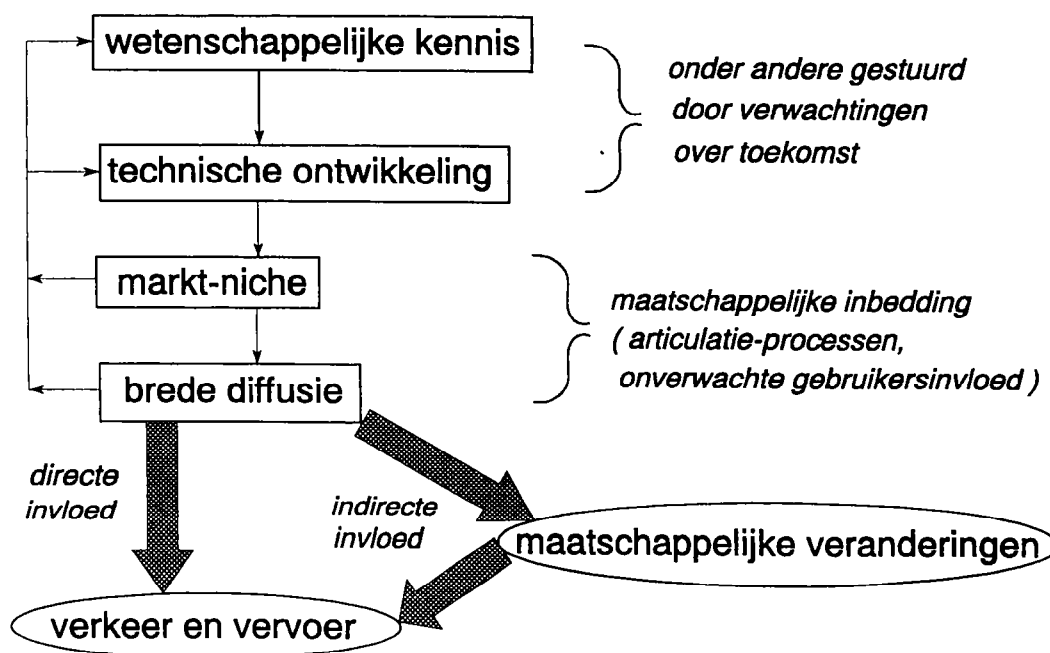 wetenschappelijke kennis
onder andere gestuurd
door verwachtingen
over toekomst
technische ontwikkeling
markt-niche
maatschappelijke inbedding
( articulatie-processen,
onverwachte gebruikersinvloed )
brede diffusie
directe
invloed
indirecte
invloed
maatschappelijke veranderingen
verkeer en vervoer